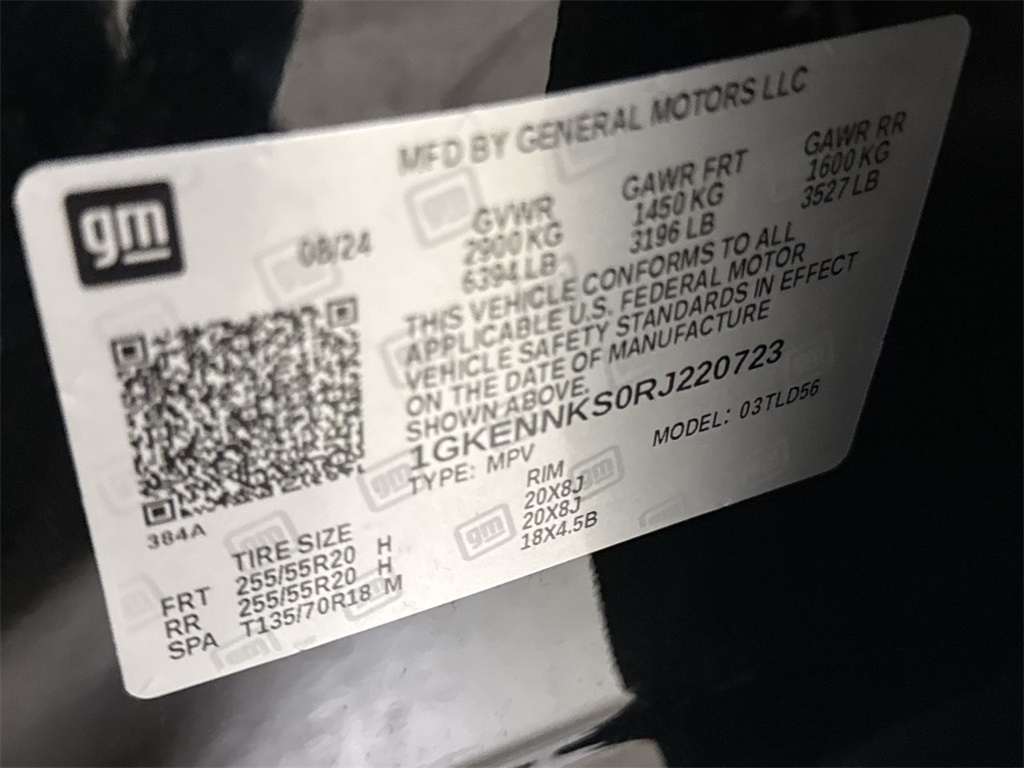 MFD BY GENERAL MOTORS LLC
gm
08/24
GVWR
2900 KG
6394 LB
GAWR FRT
1450 KG
3196 LB
GAWR RR
1600 KG
3527 LB
THIS VEHICLE CONFORMS TO ALL
APPLICABLE U.S. FEDERAL MOTOR
VEHICLE SAFETY STANDARDS IN EFFECT
ON THE DATE OF MANUFACTURE
SHOWN ABOVE.
1GKENNKS0RJ220723
TYPE: MPV
MODEL: 03TLD56
384A
TIRE SIZE RIM
FRT 255/55R20 H 20X8J
RR 255/55R20 H 20X8J
SPA T135/70R18 M 18X4.5B